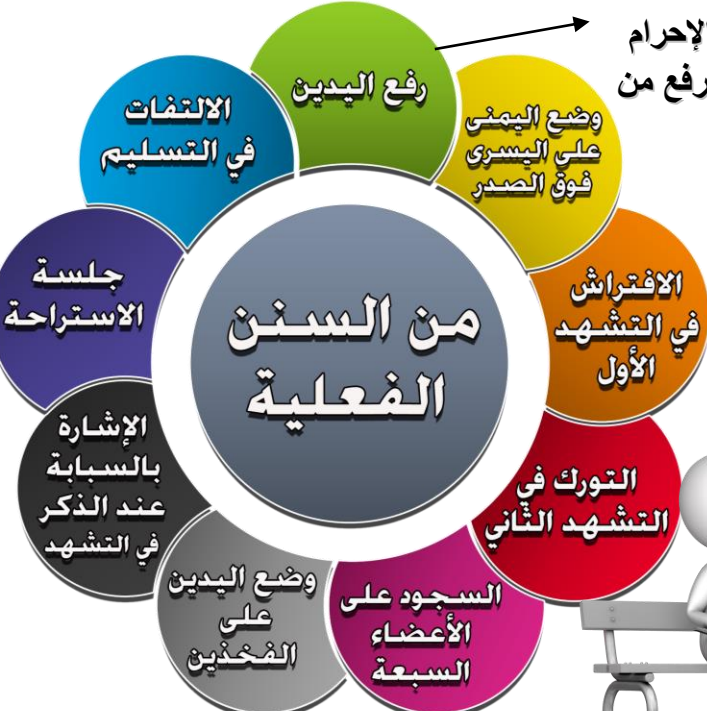 من السنن
الفعلية
رفع اليدين
الإحرام
رفع من
وضع اليمنى
على اليسرى
فوق الصدر
الافتراش
في التشهد
الأول
التورك في
التشهد الثاني
السجود على
الأعضاء
السبعة
وضع اليدين
على
الفخذين
الإشارة
بالسبابة
عند الذكر
في التشهد
جلسة
الاستراحة
الالتفات
في التسليم